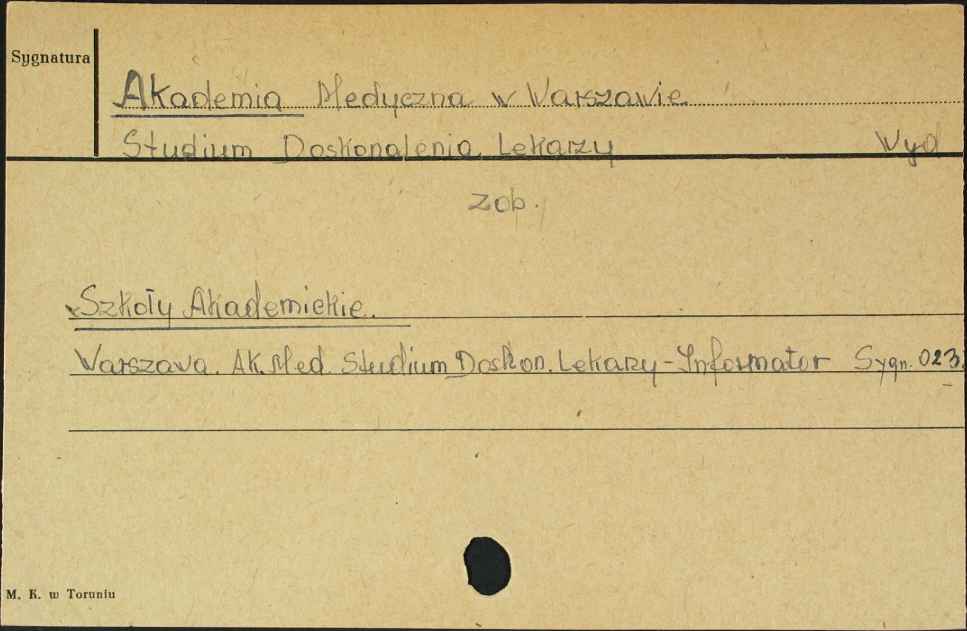 Sygnatura
Akademia Medyczna w Warszawie
Studium Doskonalenia Lekarzy Wyd
zob.
Szkoły Akademickie.
Warszawa. Ak. Med. Studium Doskon. Lekarzy - Informator Sygn. 023.
M. K. w Toruniu